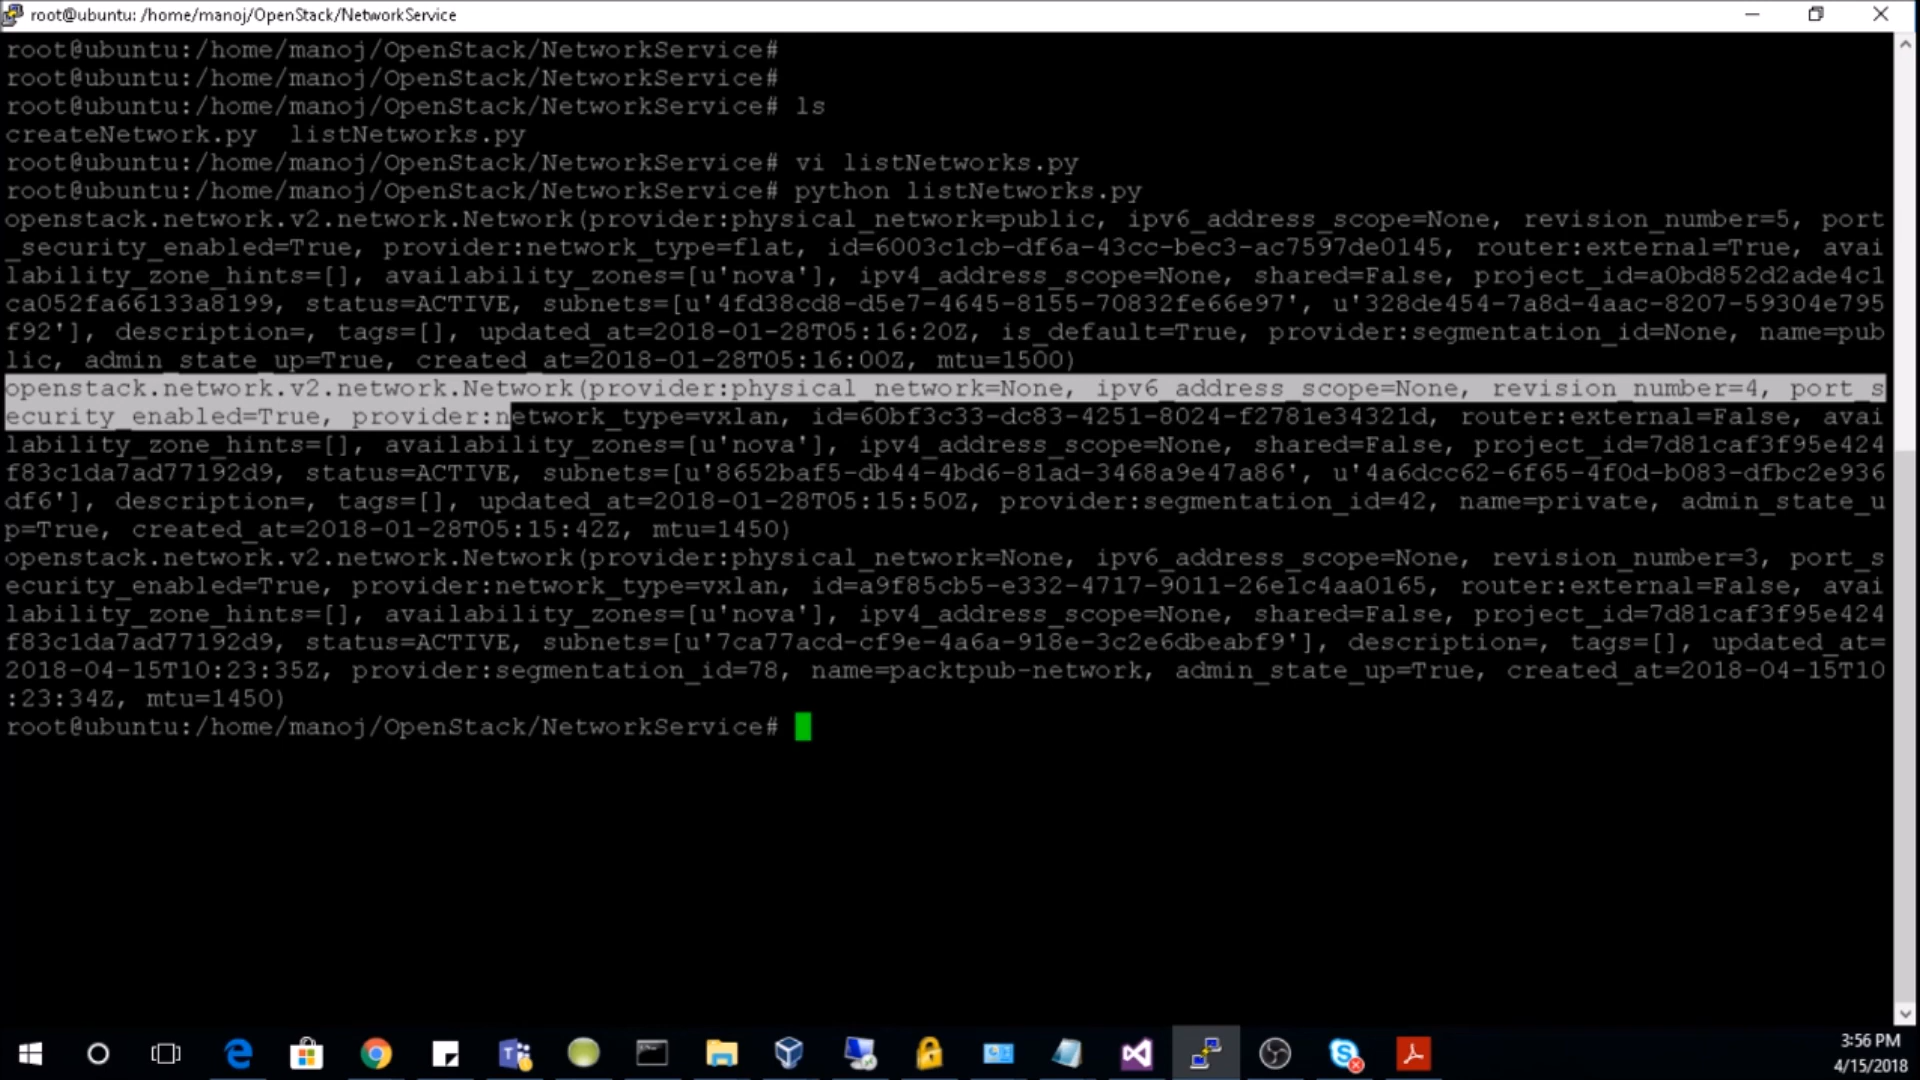 root@ubuntu: /home/manoj/OpenStack/NetworkService
root@ubuntu:/home/manoj/OpenStack/NetworkService#
root@ubuntu:/home/manoj/OpenStack/NetworkService#
root@ubuntu:/home/manoj/OpenStack/NetworkService# ls
createNetwork.py  listNetworks.py
root@ubuntu:/home/manoj/OpenStack/NetworkService# vi listNetworks.py
root@ubuntu:/home/manoj/OpenStack/NetworkService# python listNetworks.py
openstack.network.v2.network.Network(provider:physical_network=public, ipv6_address_scope=None, revision_number=5, port
_security_enabled=True, provider:network_type=flat, id=6003c1cb-df6a-43cc-bec3-ac7597de0145, router:external=True, avai
lability_zone_hints=[], availability_zones=[u'nova'], ipv4_address_scope=None, shared=False, project_id=a0bd852d2ade4c1
ca052fa66133a8199, status=ACTIVE, subnets=[u'4fd38cd8-d5e7-4645-8155-70832fe66e97', u'328de454-7a8d-4aac-8207-59304e795
f92'], description=, tags=[], updated_at=2018-01-28T05:16:20Z, is_default=True, provider:segmentation_id=None, name=pub
lic, admin_state_up=True, created_at=2018-01-28T05:16:00Z, mtu=1500)
openstack.network.v2.network.Network(provider:physical_network=None, ipv6_address_scope=None, revision_number=4, port_s
ecurity_enabled=True, provider:network_type=vxlan, id=60bf3c33-dc83-4251-8024-f2781e34321d, router:external=False, avai
lability_zone_hints=[], availability_zones=[u'nova'], ipv4_address_scope=None, shared=False, project_id=7d81caf3f95e424
f83c1da7ad77192d9, status=ACTIVE, subnets=[u'8652baf5-db44-4bd6-81ad-3468a9e47a86', u'4a6dcc62-6f65-4f0d-b083-dfbc2e936
df6'], description=, tags=[], updated_at=2018-01-28T05:15:50Z, provider:segmentation_id=42, name=private, admin_state_u
p=True, created_at=2018-01-28T05:15:42Z, mtu=1450)
openstack.network.v2.network.Network(provider:physical_network=None, ipv6_address_scope=None, revision_number=3, port_s
ecurity_enabled=True, provider:network_type=vxlan, id=a9f85cb5-e332-4717-9011-26e1c4aa0165, router:external=False, avai
lability_zone_hints=[], availability_zones=[u'nova'], ipv4_address_scope=None, shared=False, project_id=7d81caf3f95e424
f83c1da7ad77192d9, status=ACTIVE, subnets=[u'7ca77acd-cf9e-4a6a-918e-3c2e6dbeabf9'], description=, tags=[], updated_at=
2018-04-15T10:23:35Z, provider:segmentation_id=78, name=packtpub-network, admin_state_up=True, created_at=2018-04-15T10
:23:34Z, mtu=1450)
root@ubuntu:/home/manoj/OpenStack/NetworkService#
3:56 PM
4/15/2018